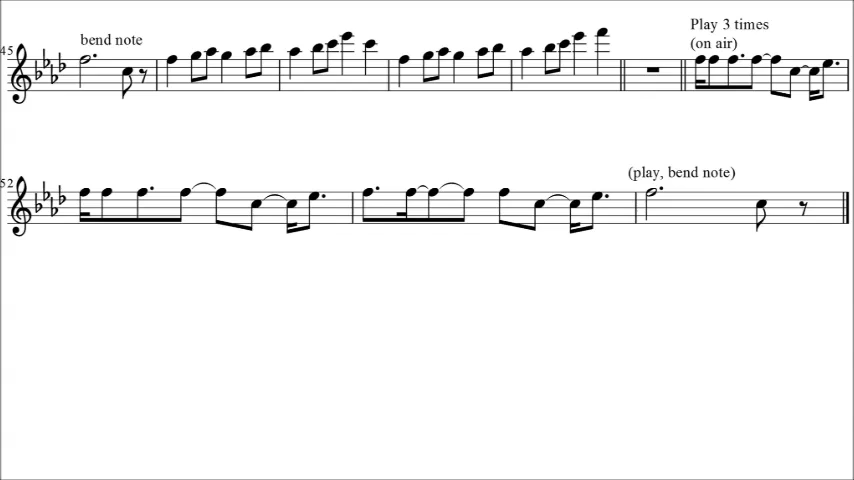 Play 3 times
bend note
(on air)
45
52
(play, bend note)